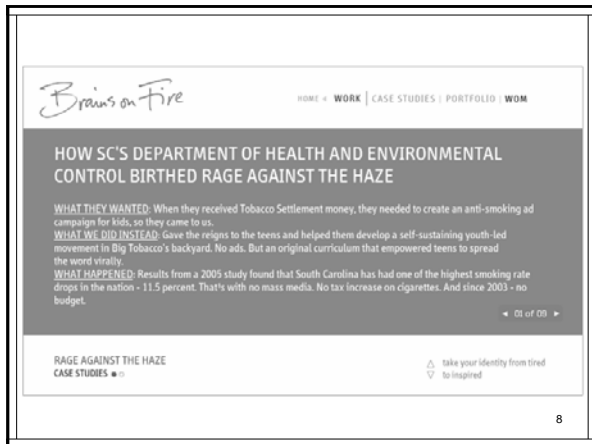 Brains on Fire
HOME « WORK | CASE STUDIES | PORTFOLIO | WOM
HOW SC'S DEPARTMENT OF HEALTH AND ENVIRONMENTAL
CONTROL BIRTHED RAGE AGAINST THE HAZE
WHAT THEY WANTED: When they received Tobacco Settlement money, they needed to create an anti-smoking ad
campaign for kids, so they came to us.
WHAT WE DID INSTEAD: Gave the reigns to the teens and helped them develop a self-sustaining youth-led
movement in Big Tobacco's backyard. No ads. But an original curriculum that empowered teens to spread
the word virally.
WHAT HAPPENED: Results from a 2005 study found that South Carolina has had one of the highest smoking rate
drops in the nation - 11.5 percent. That's with no mass media. No tax increase on cigarettes. And since 2003 - no
budget.
◄ 01 of 09 ►
RAGE AGAINST THE HAZE
CASE STUDIES
take your identity from tired
to inspired
8